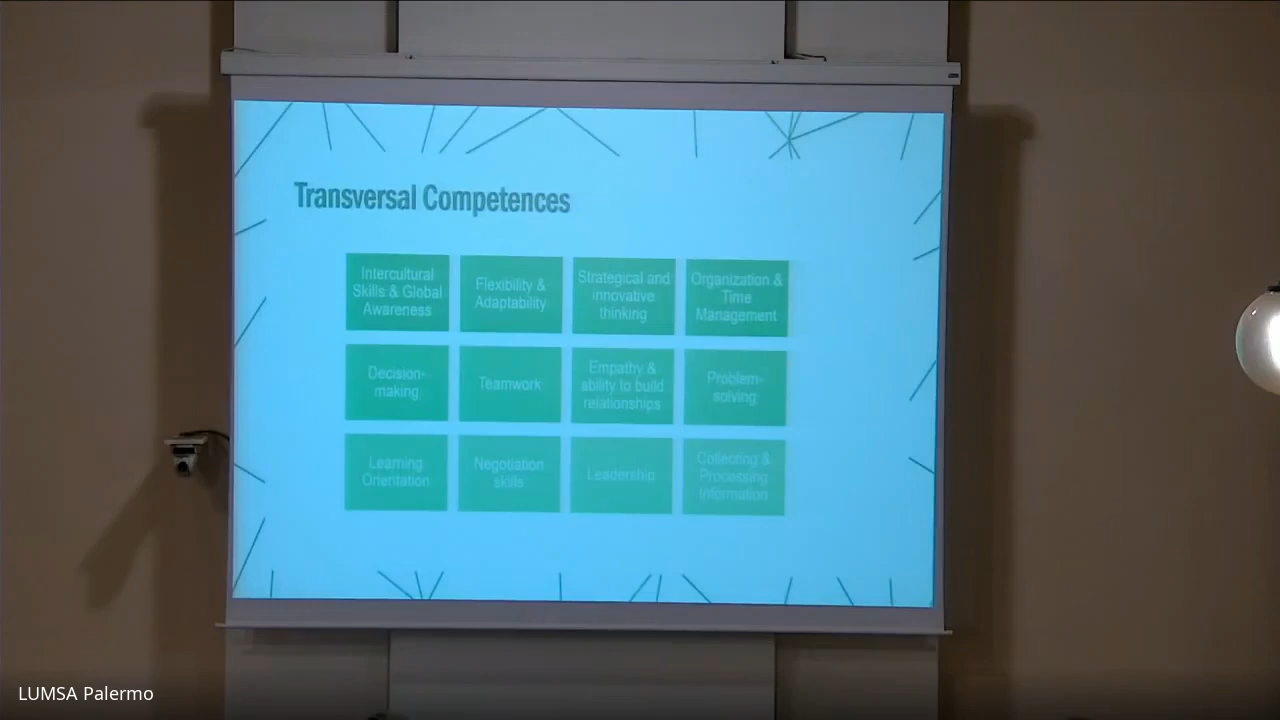 Transversal Competences
Intercultural
Skills & Global
Awareness
Flexibility &
Adaptability
Strategical and
innovative
thinking
Organization &
Time
Management
Decision-
making
Teamwork
Empathy &
ability to build
relationships
Problem-
solving
Learning
Orientation
Negotiation
skills
Leadership
Collecting &
Processing
Information
LUMSA Palermo